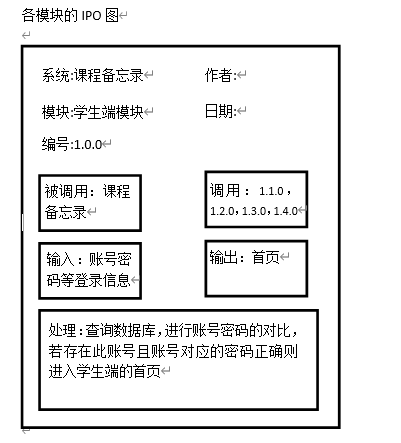 各模块的 IPO 图
系统:课程备忘录
作者:
模块:学生端模块
日期:
编号:1.0.0
被调用：课程
备忘录
调用：1.1.0，
1.2.0，1.3.0，1.4.0
输入：账号密
码等登录信息
输出：首页
处理：查询数据库，进行账号密码的对比，
若存在此账号且账号对应的密码正确则
进入学生端的首页